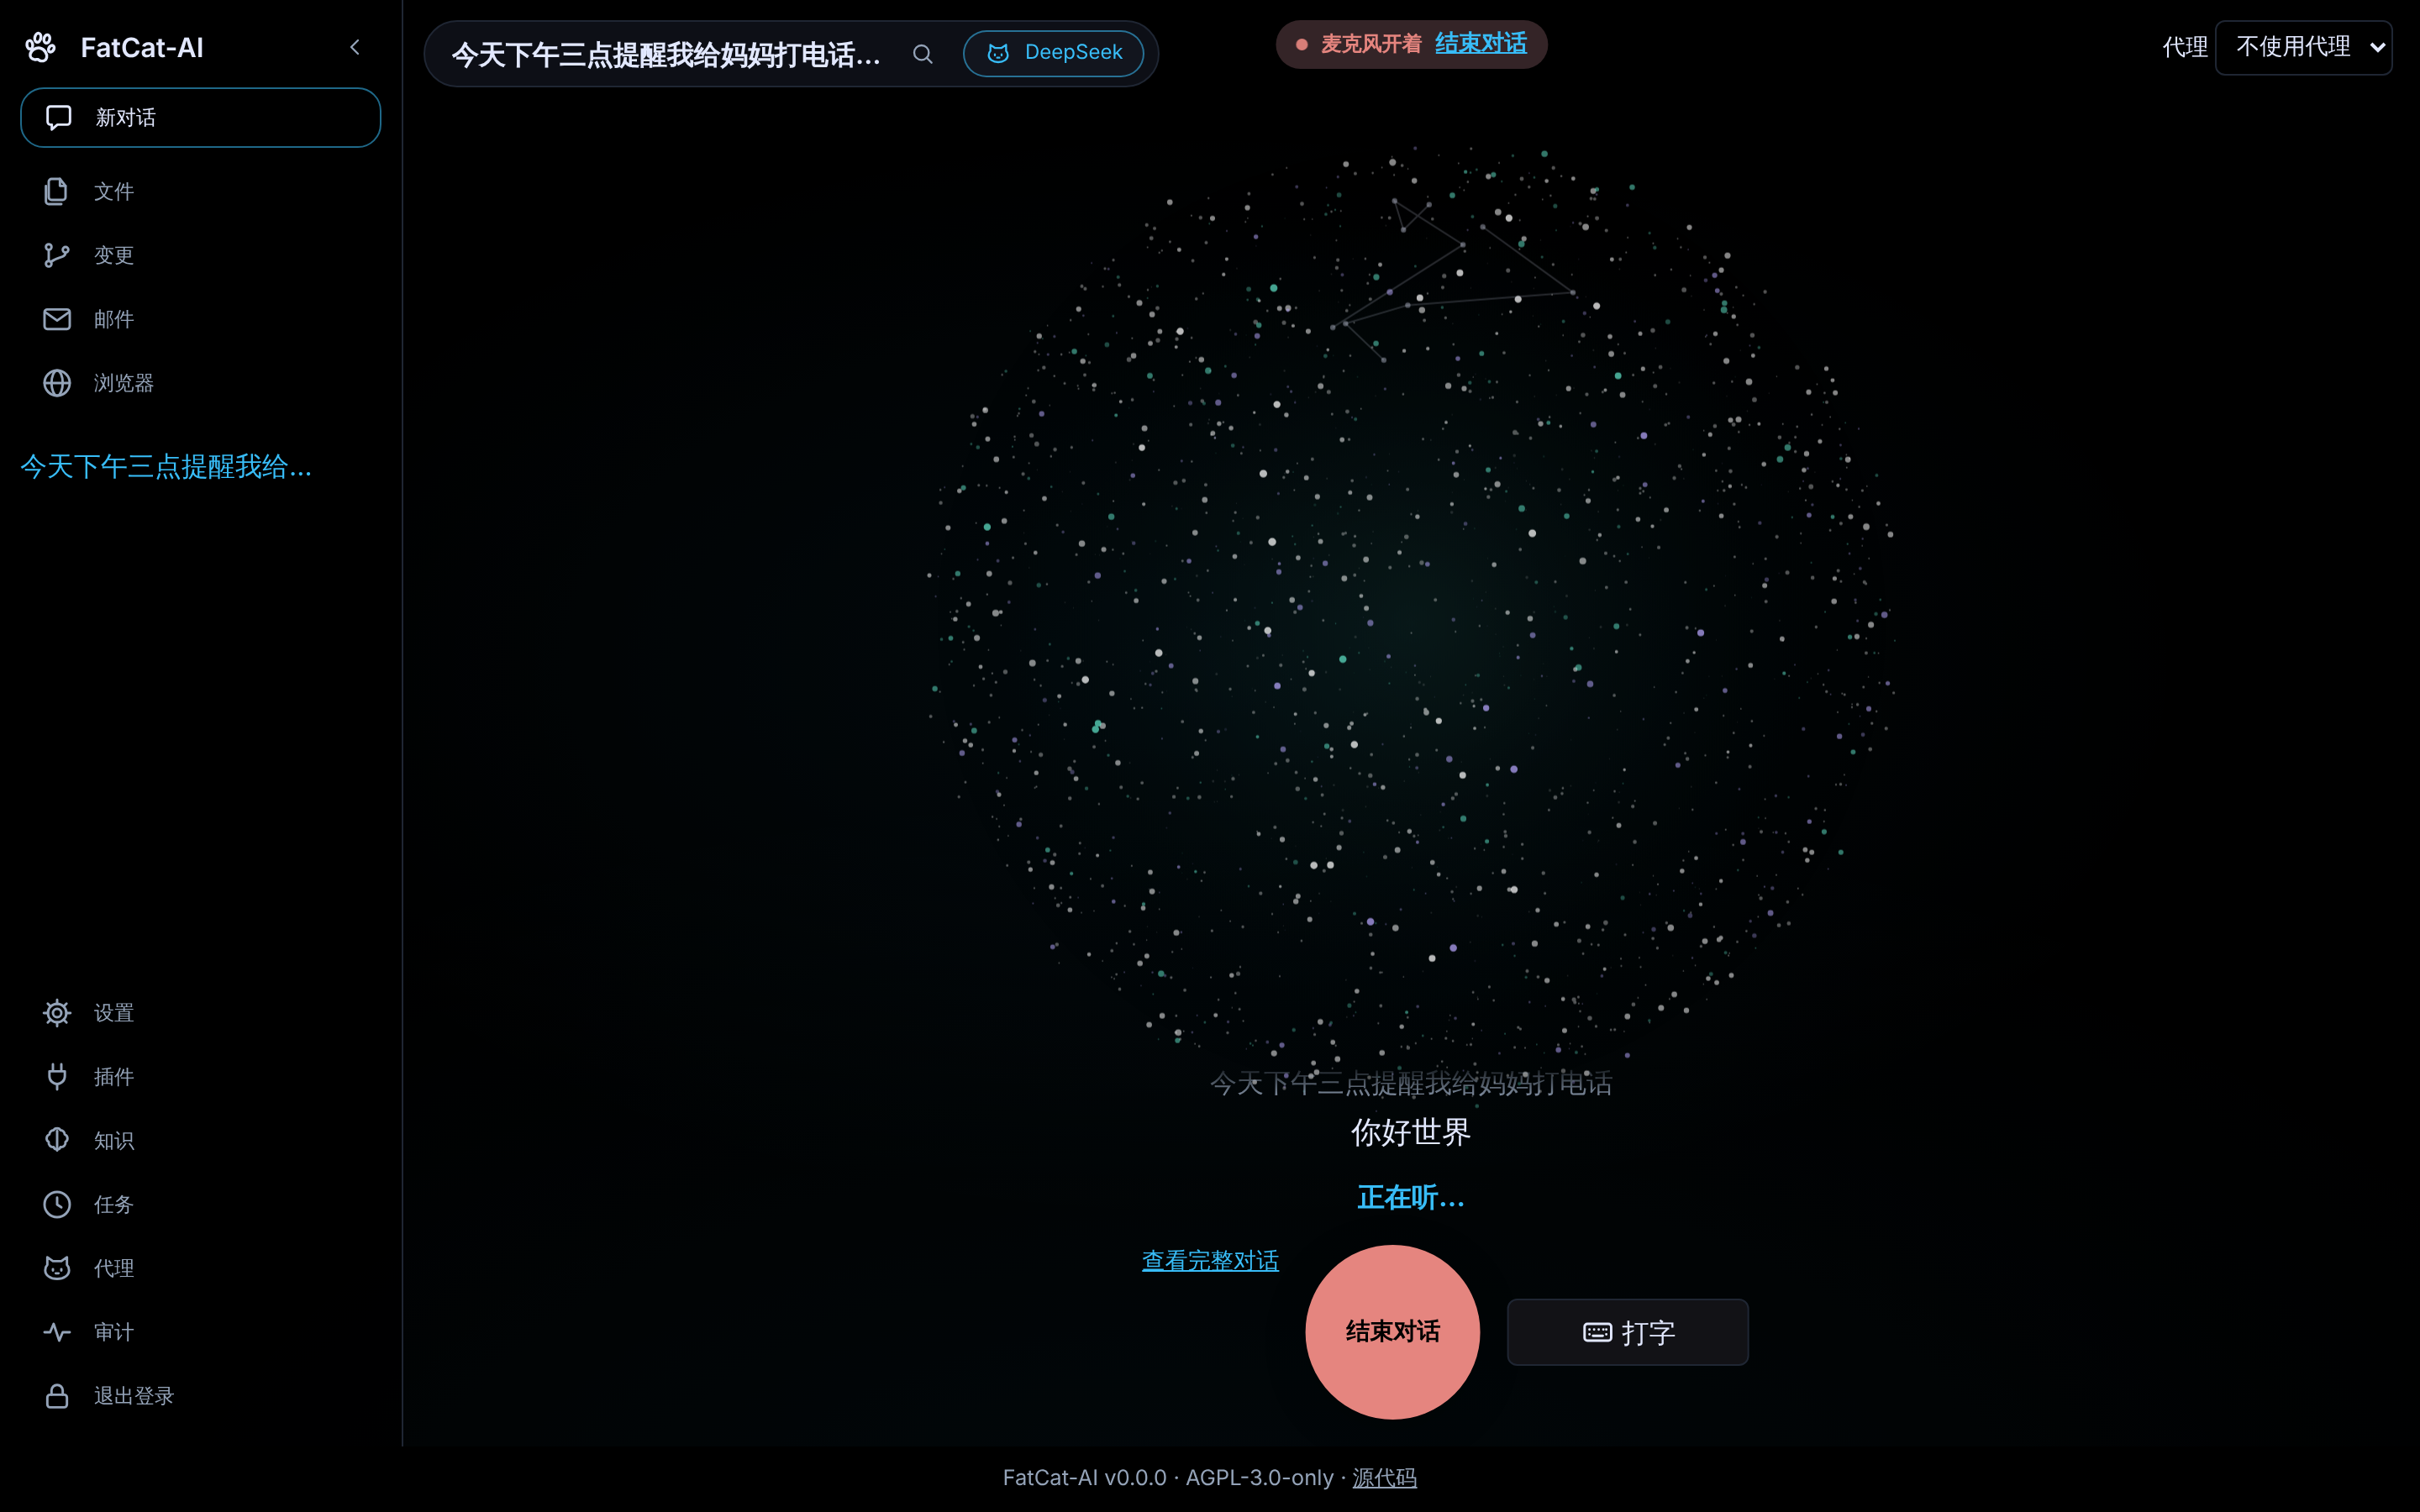 FatCat-AI
新对话
文件
变更
邮件
浏览器
今天下午三点提醒我给...
设置
插件
知识
任务
代理
审计
退出登录
今天下午三点提醒我给妈妈打电话...
DeepSeek
麦克风开着 结束对话
代理 不使用代理
今天下午三点提醒我给妈妈打电话
你好世界
正在听...
查看完整对话
结束对话
打字
FatCat-AI v0.0.0 · AGPL-3.0-only · 源代码